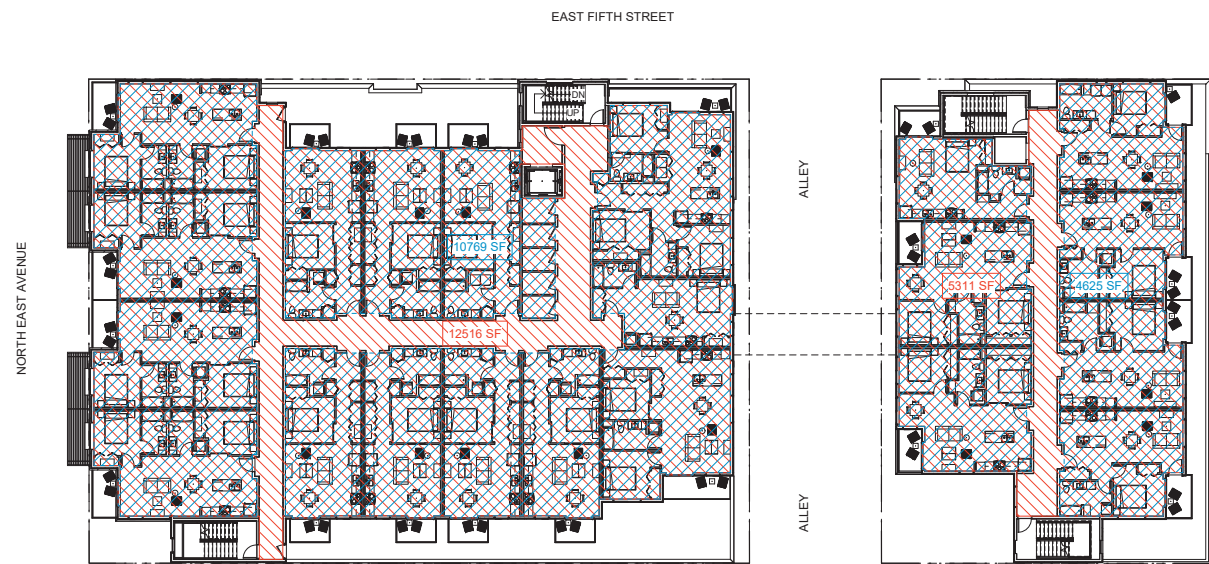 EAST FIFTH STREET
DN
UP
ALLEY
NORTH EAST AVENUE
10769 SF
5311 SF
4625 SF
12516 SF
ALLEY